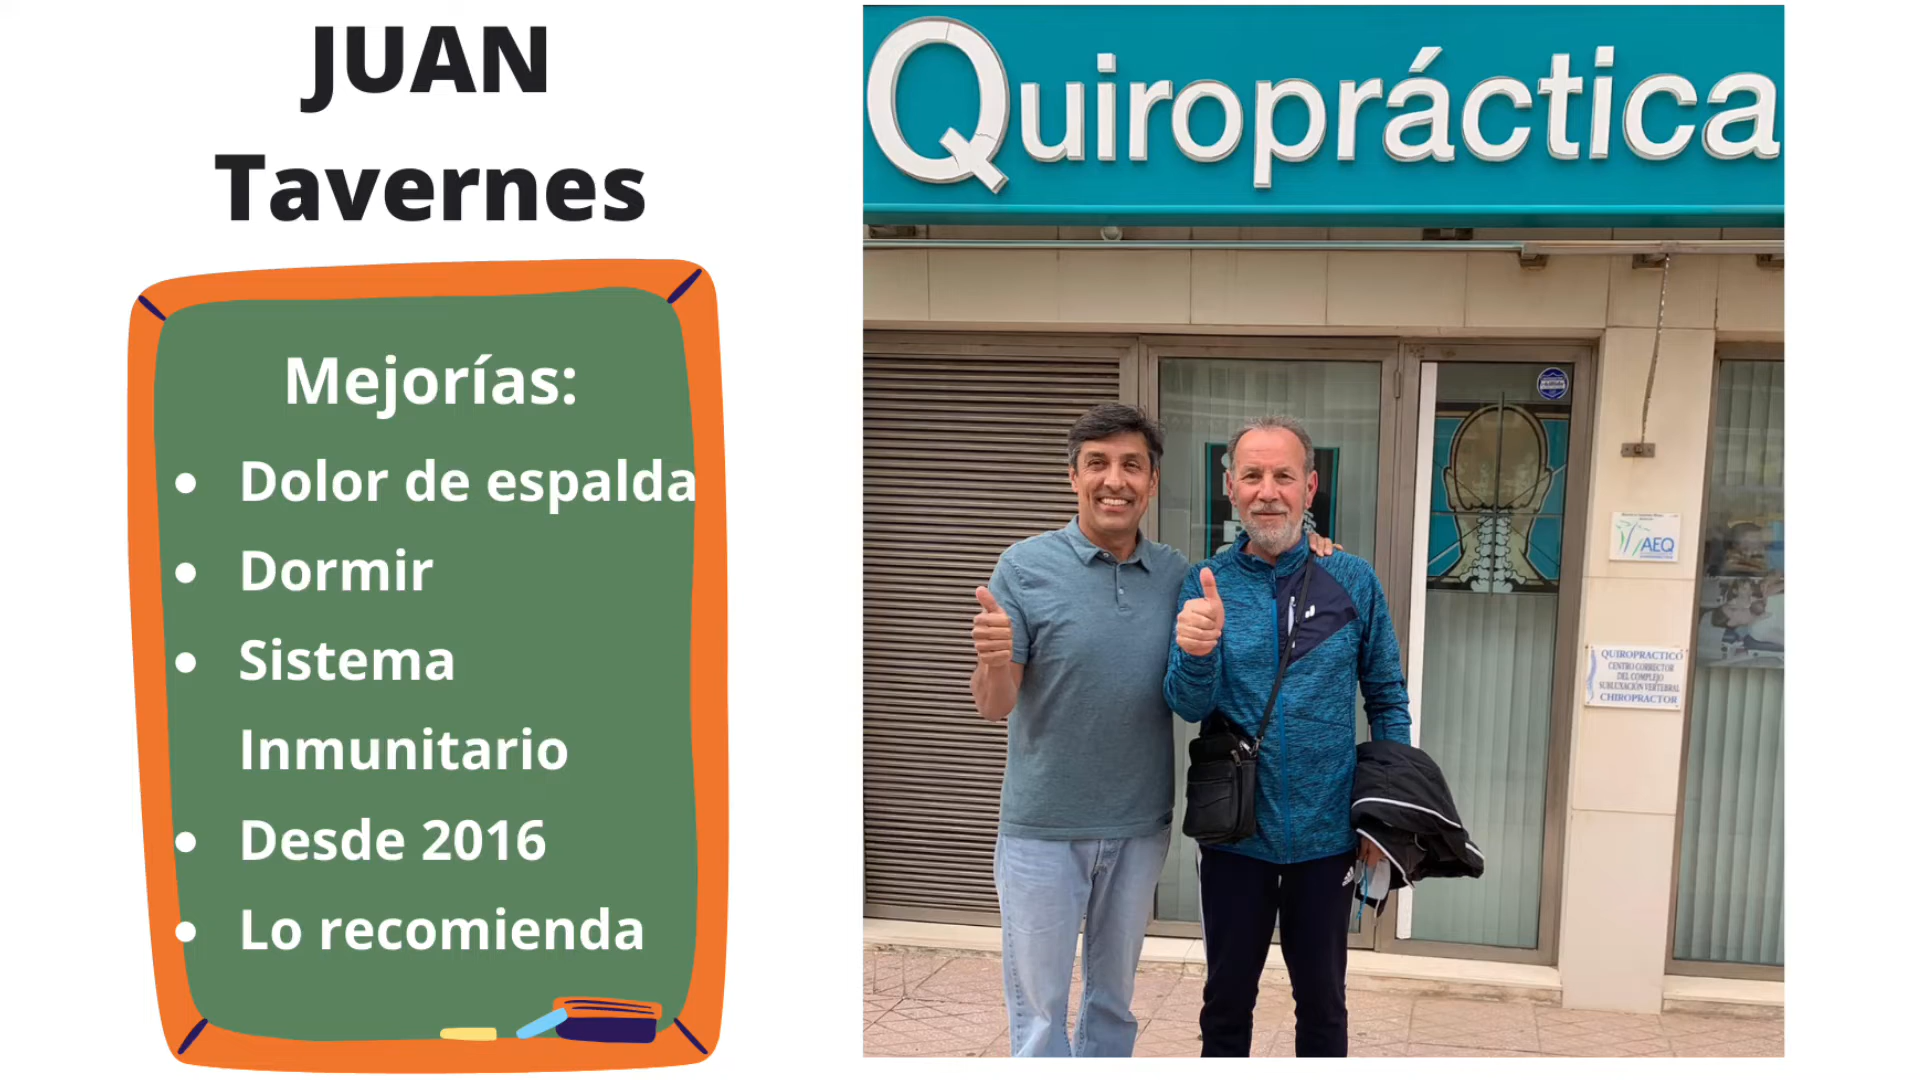 JUAN
Tavernes
Mejorías:
• Dolor de espalda
• Dormir
• Sistema
Inmunitario
• Desde 2016
• Lo recomienda
Quiropráctica
AEQ
QUIROPRACTICO
CENTRO CORRECTOR
DEL COMPLEJO
SUBLUXACIÓN VERTEBRAL
CHIROPRACTOR